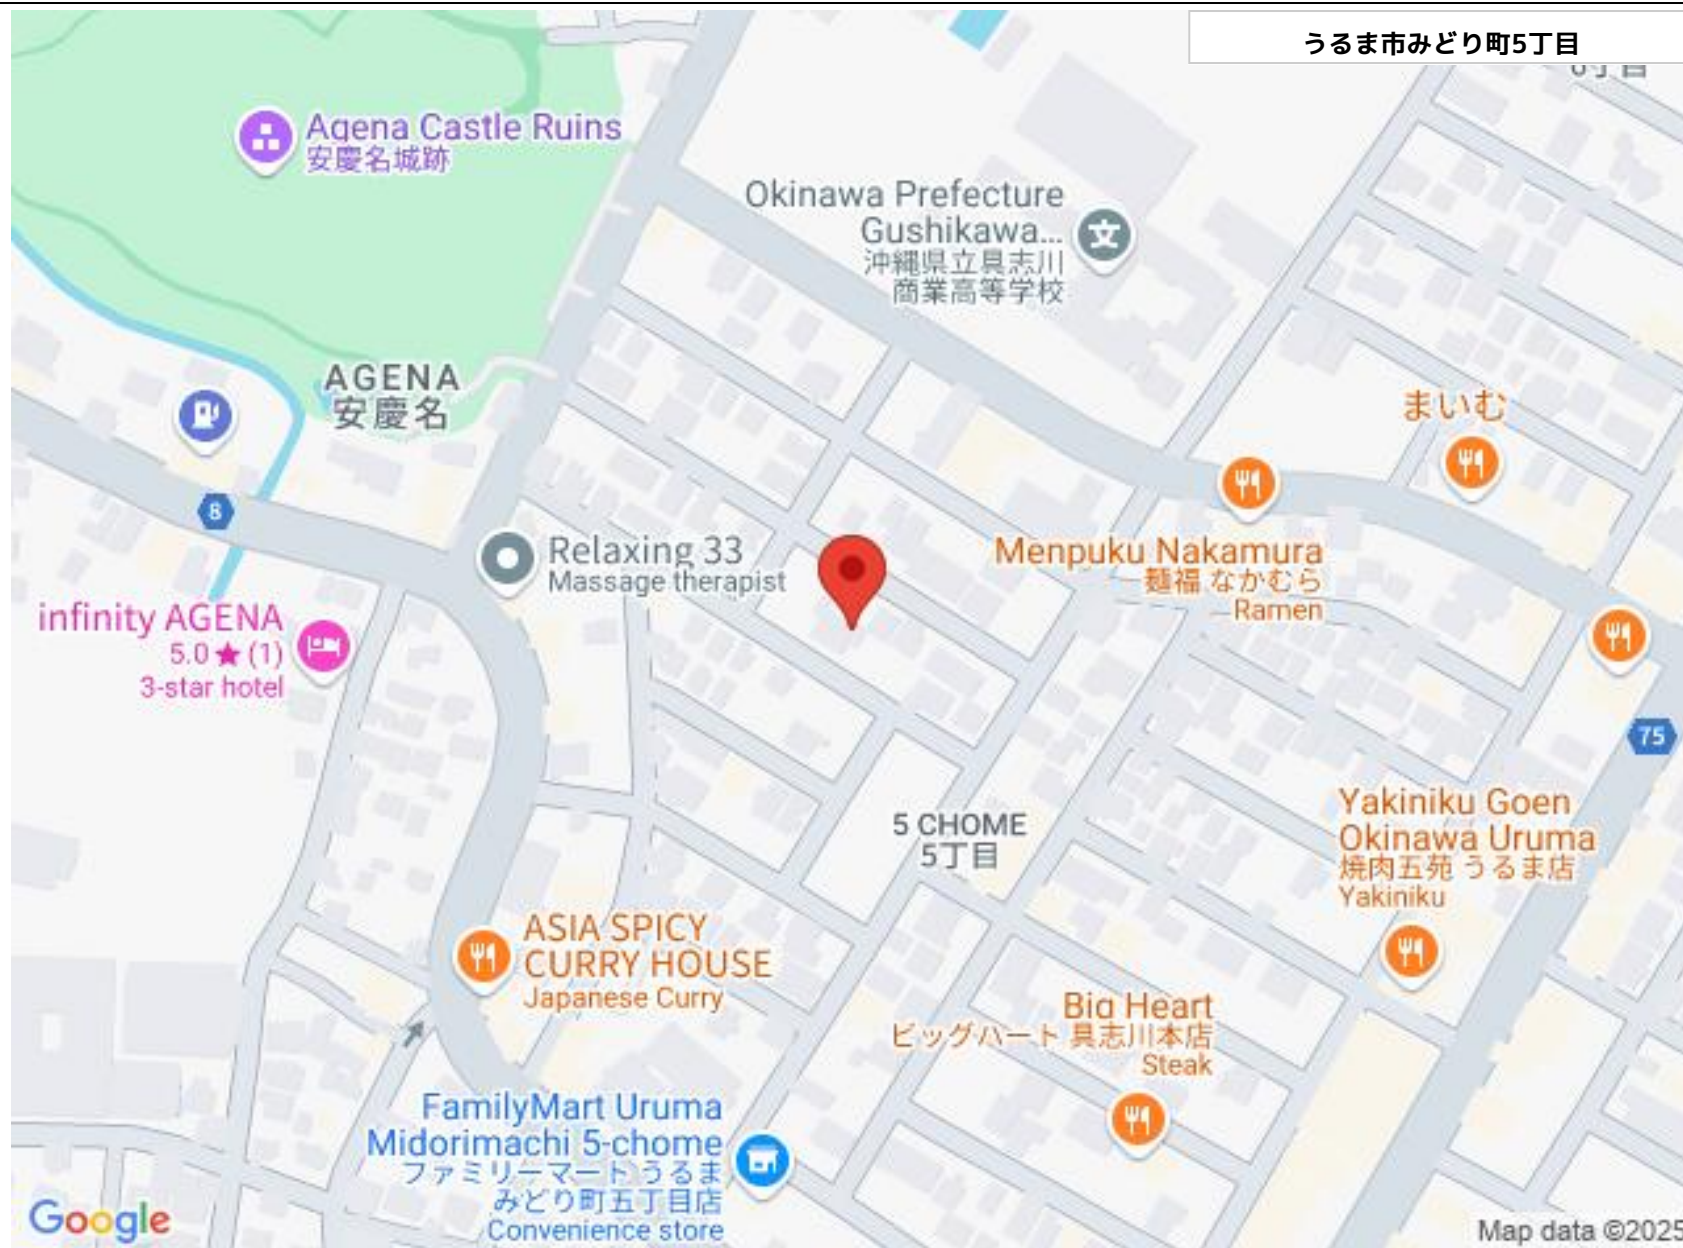 うるま市みどり町5丁目
Agena Castle Ruins
安慶名城跡
Okinawa Prefecture
Gushikawa...
沖縄県立具志川
商業高等学校
文
AGENA
安慶名
まいむ
8
Relaxing 33
Massage therapist
Menpuku Nakamura
麺福 なかむら
Ramen
infinity AGENA
5.0★(1)
3-star hotel
75
5 CHOME
5丁目
Yakiniku Goen
Okinawa Uruma
焼肉五苑 うるま店
Yakiniku
ASIA SPICY
CURRY HOUSE
Japanese Curry
Big Heart
ビッグハート 具志川本店
Steak
FamilyMart Uruma
Midorimachi 5-chome
ファミリーマート うるま
みどり町五丁目店
Convenience store
Google
Map data ©2025